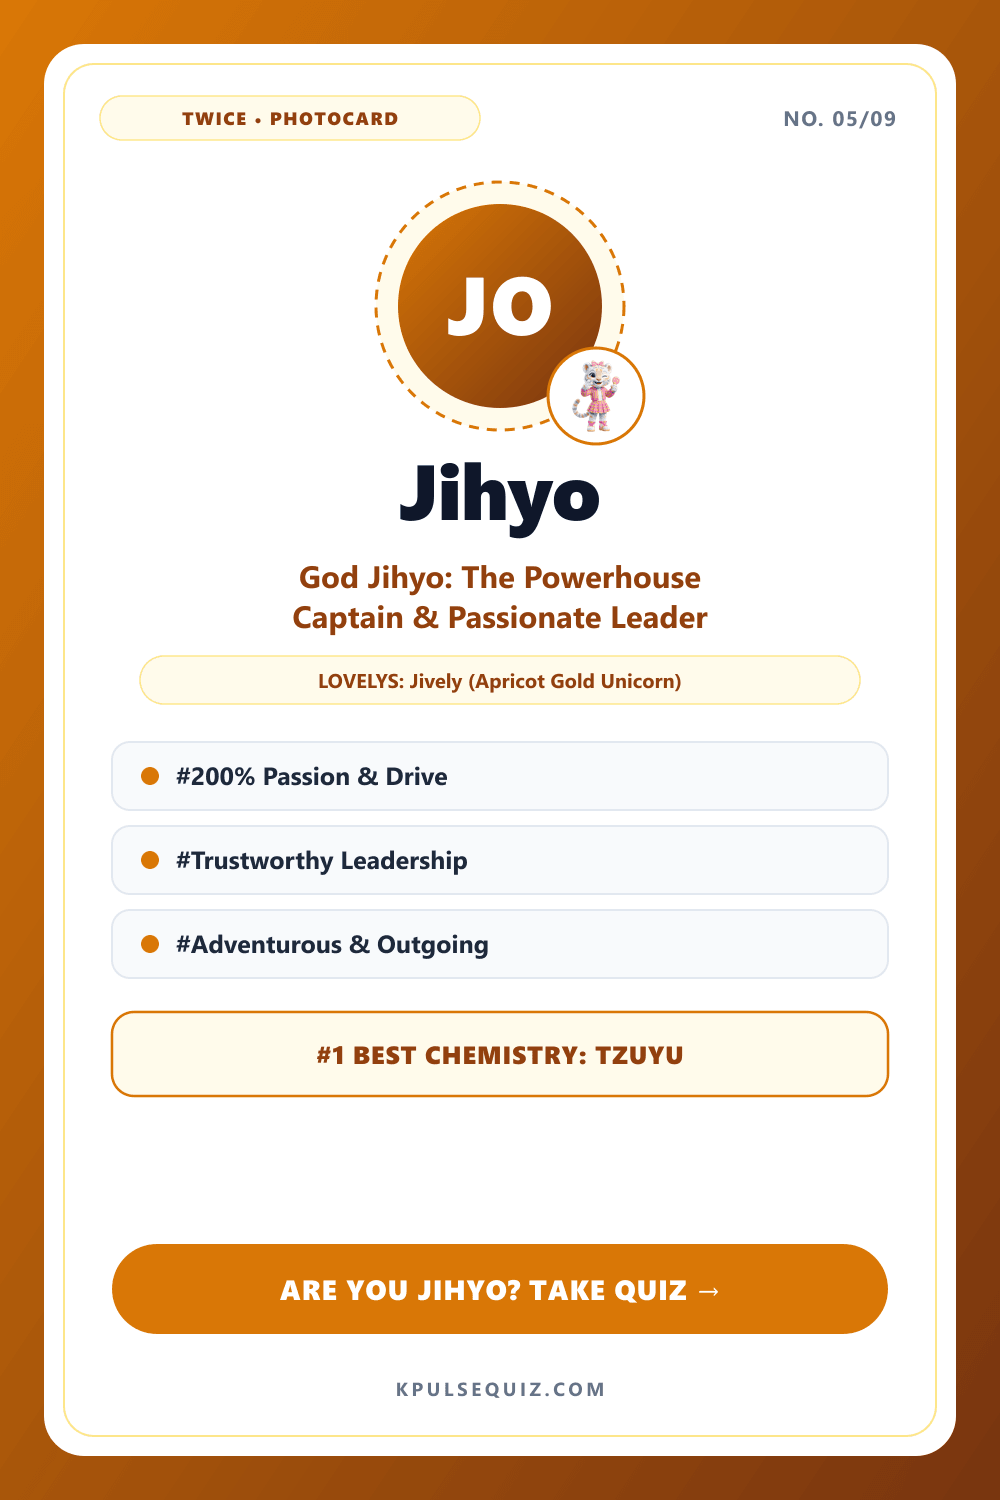 TWICE • PHOTOCARD
NO. 05/09
JO
Jihyo
God Jihyo: The Powerhouse
Captain & Passionate Leader
LOVELYS: Jively (Apricot Gold Unicorn)
#200% Passion & Drive
#Trustworthy Leadership
#Adventurous & Outgoing
#1 BEST CHEMISTRY: TZUYU
ARE YOU JIHYO? TAKE QUIZ →
KPULSEQUIZ.COM